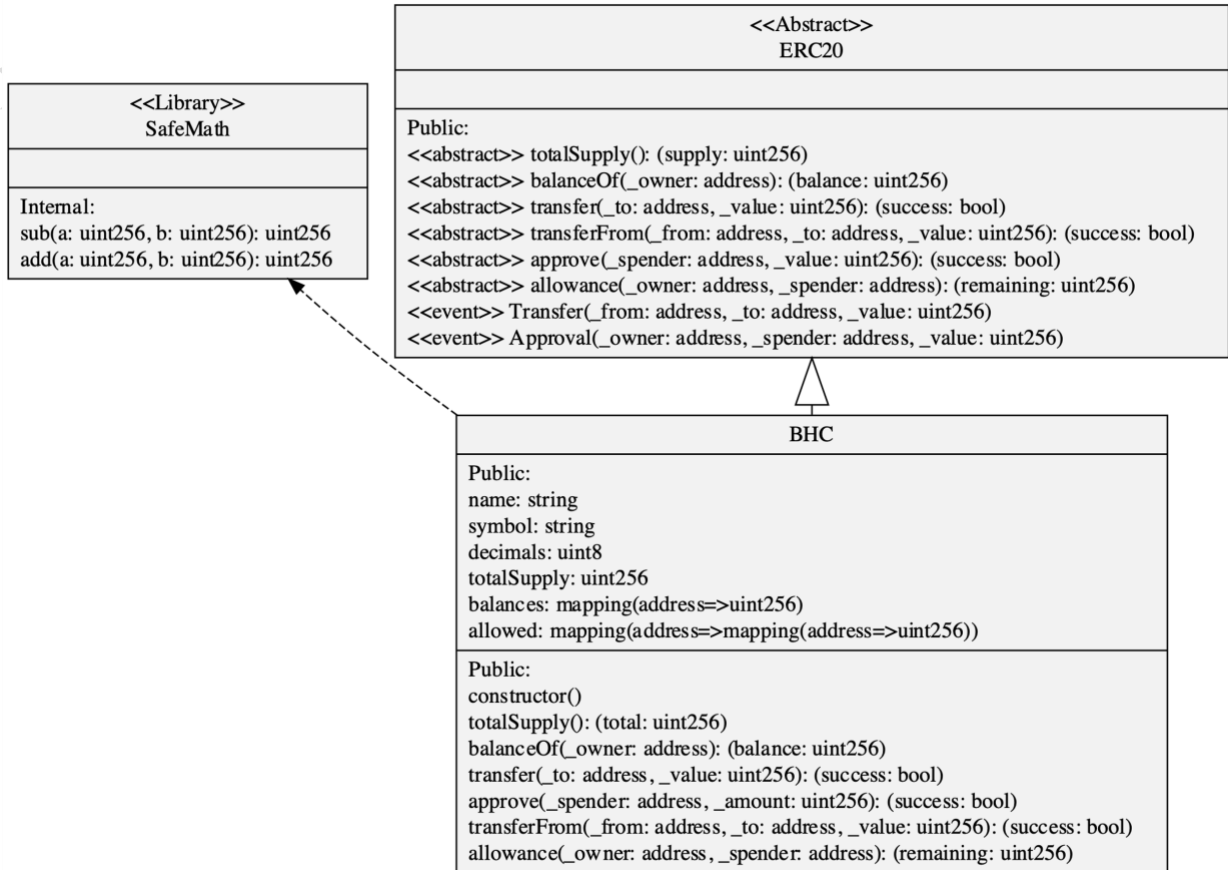 <<Abstract>>
ERC20
Public:
<<abstract>> totalSupply(): (supply: uint256)
<<abstract>> balanceOf(_owner: address): (balance: uint256)
<<abstract>> transfer(_to: address, _value: uint256): (success: bool)
<<abstract>> transferFrom(_from: address, _to: address, _value: uint256): (success: bool)
<<abstract>> approve(_spender: address, _value: uint256): (success: bool)
<<abstract>> allowance(_owner: address, _spender: address): (remaining: uint256)
<<event>> Transfer(_from: address, _to: address, _value: uint256)
<<event>> Approval(_owner: address, _spender: address, _value: uint256)
<<Library>>
SafeMath
Internal:
sub(a: uint256, b: uint256): uint256
add(a: uint256, b: uint256): uint256
BHC
Public:
name: string
symbol: string
decimals: uint8
totalSupply: uint256
balances: mapping(address=>uint256)
allowed: mapping(address=>mapping(address=>uint256))
Public:
constructor()
totalSupply(): (total: uint256)
balanceOf(_owner: address): (balance: uint256)
transfer(_to: address, _value: uint256): (success: bool)
approve(_spender: address, _amount: uint256): (success: bool)
transferFrom(_from: address, _to: address, _value: uint256): (success: bool)
allowance(_owner: address, _spender: address): (remaining: uint256)